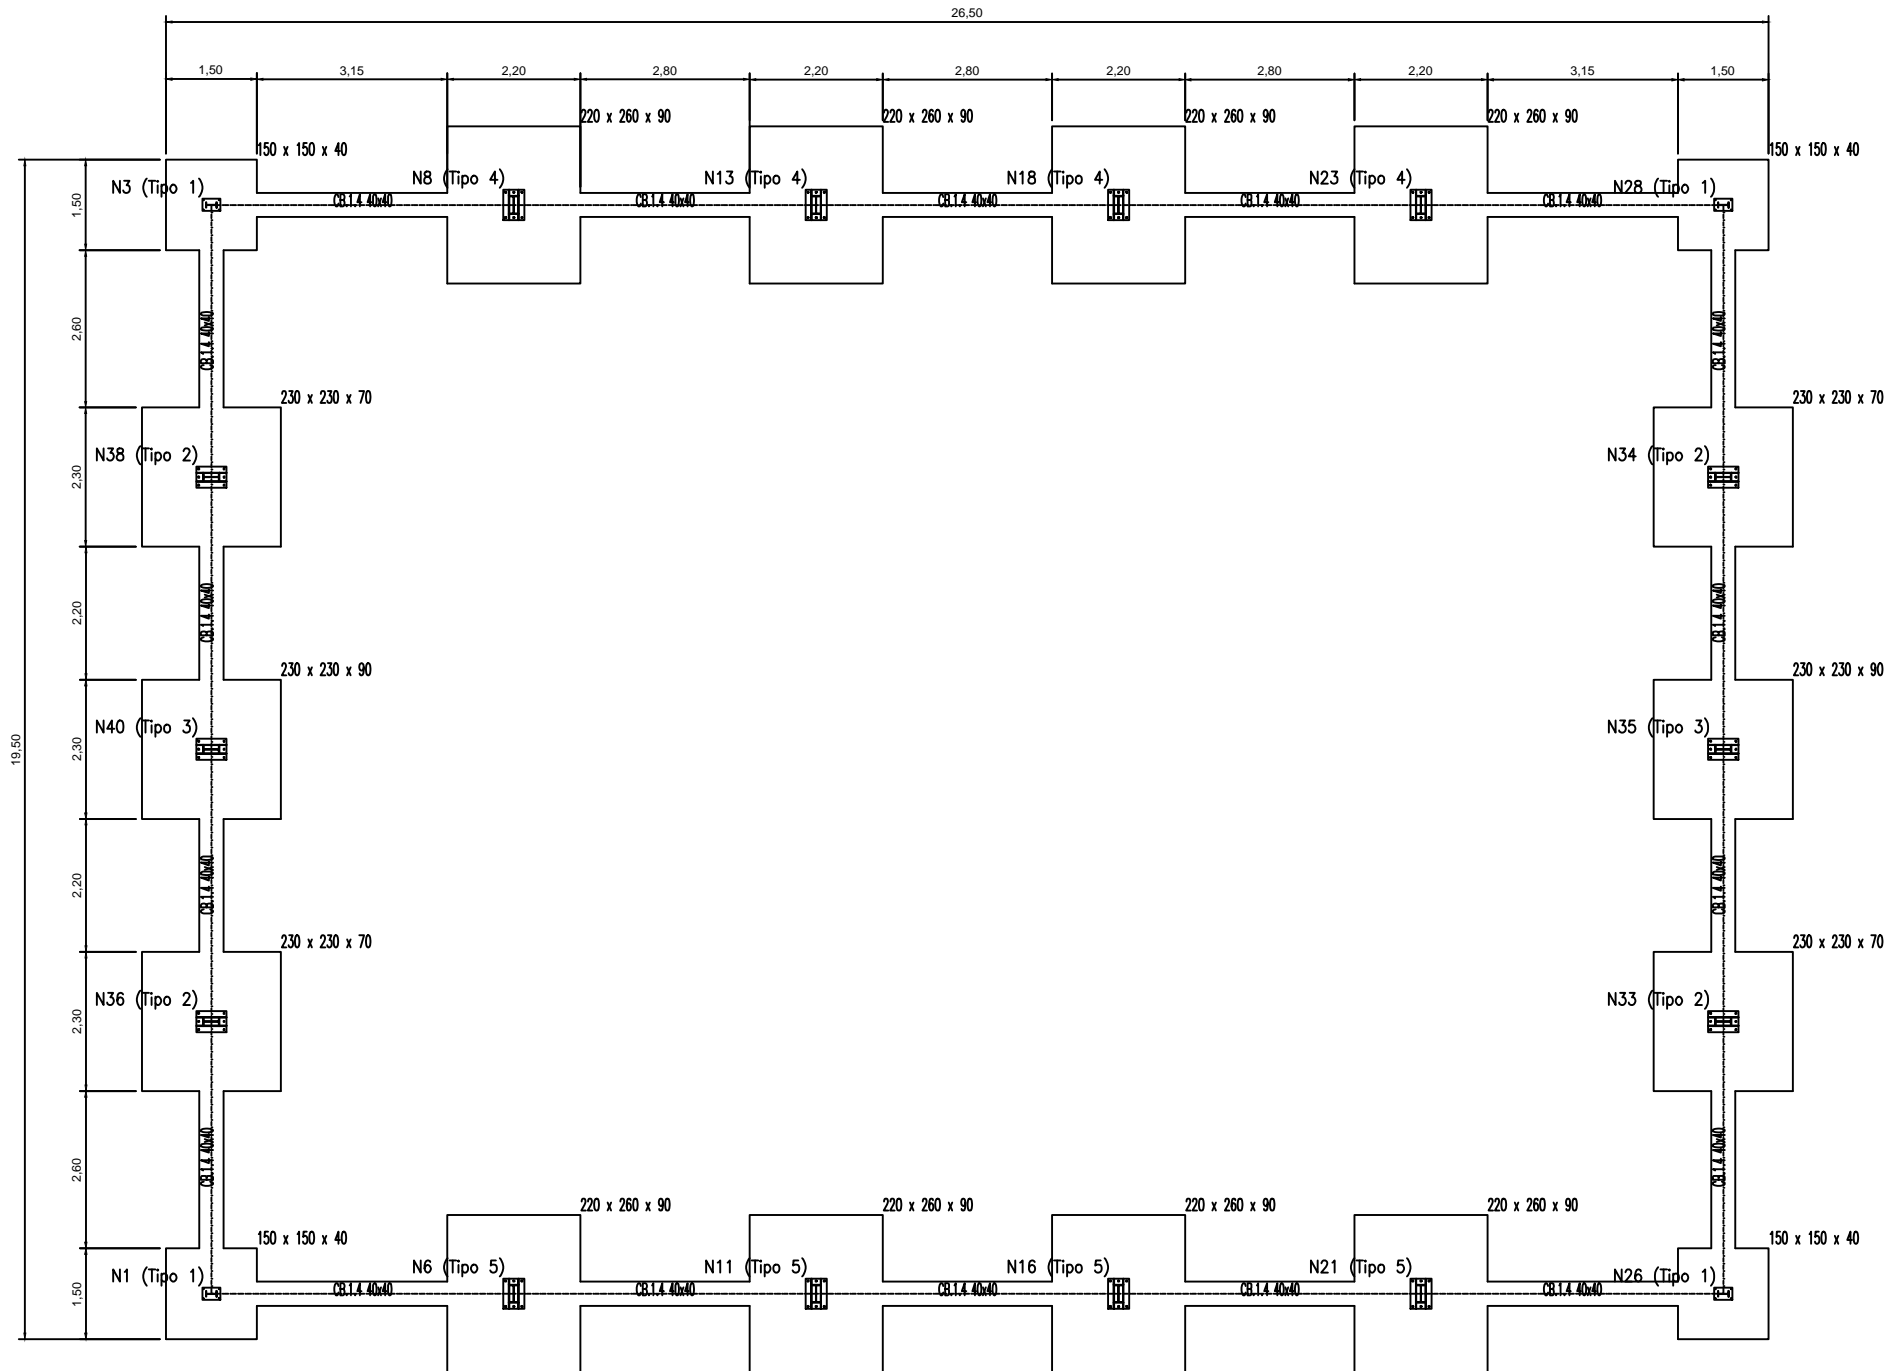 26,50
1,50 3,15 2,20 2,80 2,20 2,80 2,20 2,80 2,20 3,15 1,50
220 x 260 x 90 220 x 260 x 90 220 x 260 x 90 220 x 260 x 90
150 x 150 x 40 150 x 150 x 40
N3 (Tipo 1) N8 (Tipo 4) N13 (Tipo 4) N18 (Tipo 4) N23 (Tipo 4) N28 (Tipo 1)
CB.1.4 40x40 CB.1.4 40x40 CB.1.4 40x40 CB.1.4 40x40 CB.1.4 40x40
1,50
2,60
CB.1.4 40x40 CB.1.4 40x40
230 x 230 x 70 230 x 230 x 70
N38 (Tipo 2) N34 (Tipo 2)
2,30
2,20
CB.1.4 40x40 CB.1.4 40x40
230 x 230 x 90 230 x 230 x 90
N40 (Tipo 3) N35 (Tipo 3)
19,50
2,30
2,20
CB.1.4 40x40 CB.1.4 40x40
230 x 230 x 70 230 x 230 x 70
N36 (Tipo 2) N33 (Tipo 2)
2,30
2,60
CB.1.4 40x40 CB.1.4 40x40
220 x 260 x 90 220 x 260 x 90 220 x 260 x 90 220 x 260 x 90
150 x 150 x 40 150 x 150 x 40
N1 (Tipo 1) N6 (Tipo 5) N11 (Tipo 5) N16 (Tipo 5) N21 (Tipo 5) N26 (Tipo 1)
CB.1.4 40x40 CB.1.4 40x40 CB.1.4 40x40 CB.1.4 40x40 CB.1.4 40x40
1,50